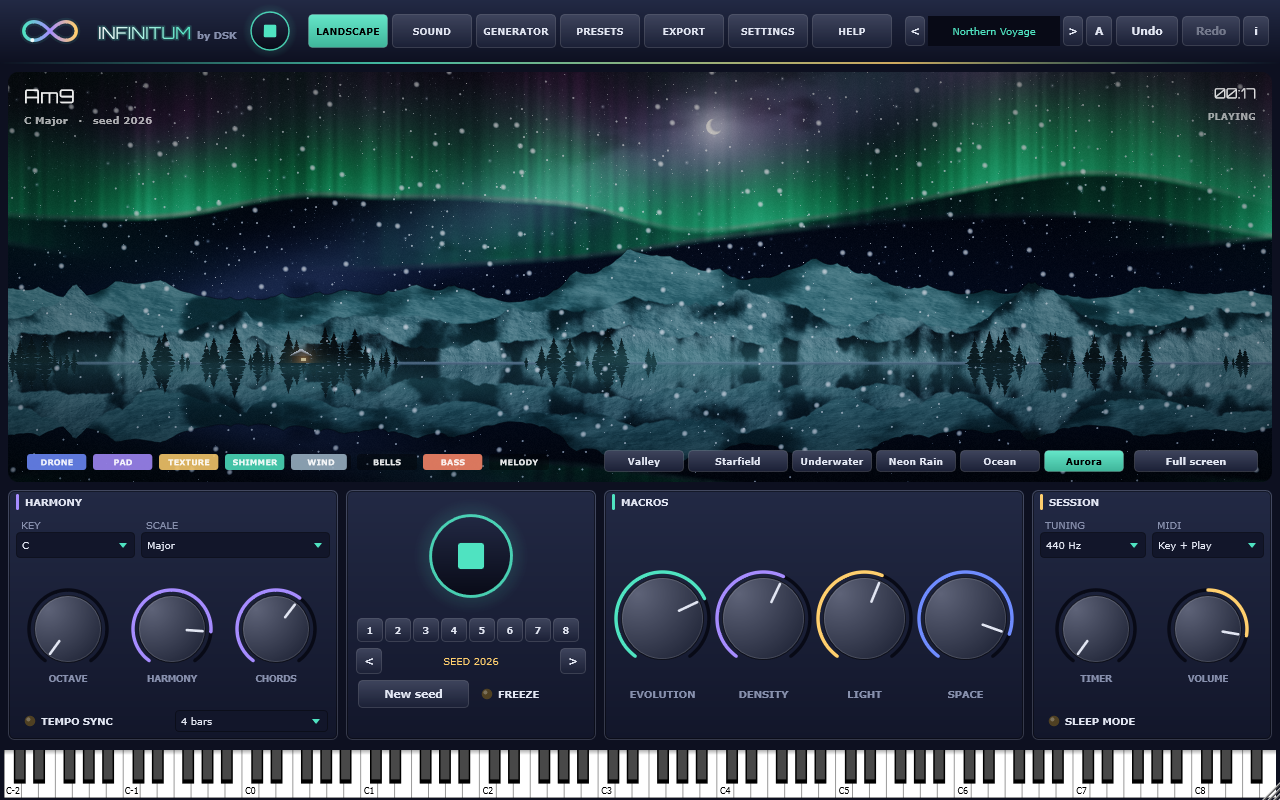 INFINITUM by DSK
LANDSCAPE SOUND GENERATOR PRESETS EXPORT SETTINGS HELP < Northern Voyage > A Undo Redo i
Am9
00:17
C Major · seed 2026
PLAYING
DRONE PAD TEXTURE SHIMMER WIND BELLS BASS MELODY
Valley Starfield Underwater Neon Rain Ocean Aurora Full screen
HARMONY
KEY SCALE
C Major
OCTAVE HARMONY CHORDS
TEMPO SYNC 4 bars
1 2 3 4 5 6 7 8
< SEED 2026 >
New seed FREEZE
MACROS
EVOLUTION DENSITY LIGHT SPACE
SESSION
TUNING MIDI
440 Hz Key + Play
TIMER VOLUME
SLEEP MODE
C-2 C-1 C0 C1 C2 C3 C4 C5 C6 C7 C8